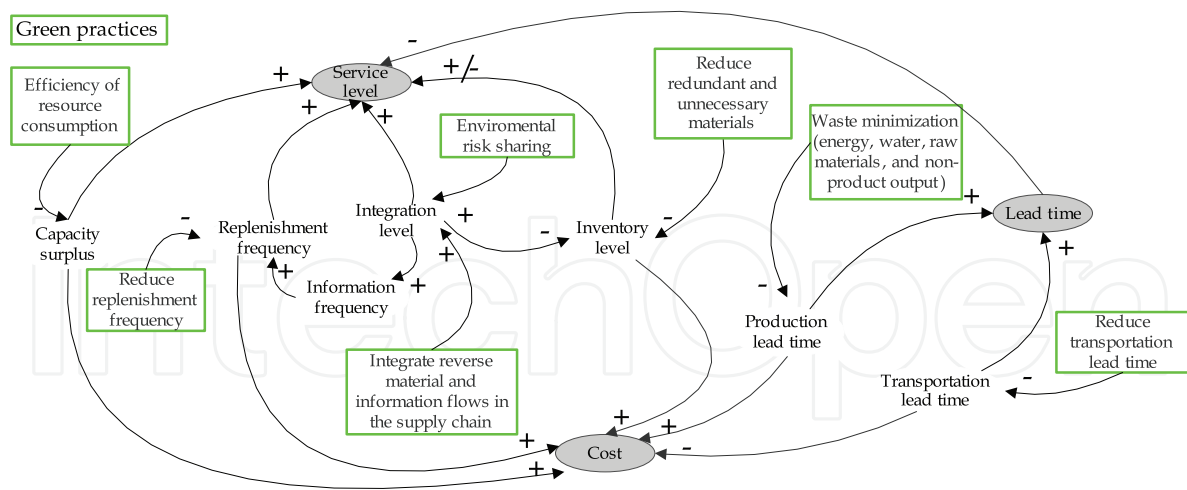 Green practices
Efficiency of
resource
consumption
Service
level
Reduce
redundant and
unnecessary
materials
Enviromental
risk sharing
Waste minimization
(energy, water, raw
materials, and non-
product output)
Capacity
surplus
Replenishment
frequency
Integration
level
Inventory
level
Lead time
Reduce
replenishment
frequency
Information
frequency
Production
lead time
Reduce
transportation
lead time
Integrate reverse
material and
information flows in
the supply chain
Transportation
lead time
Cost
+
+
+
+/-
-
-
-
+
+
+
+
-
-
-
+
+
-
+
+
+
+
-
+
-
intechopen